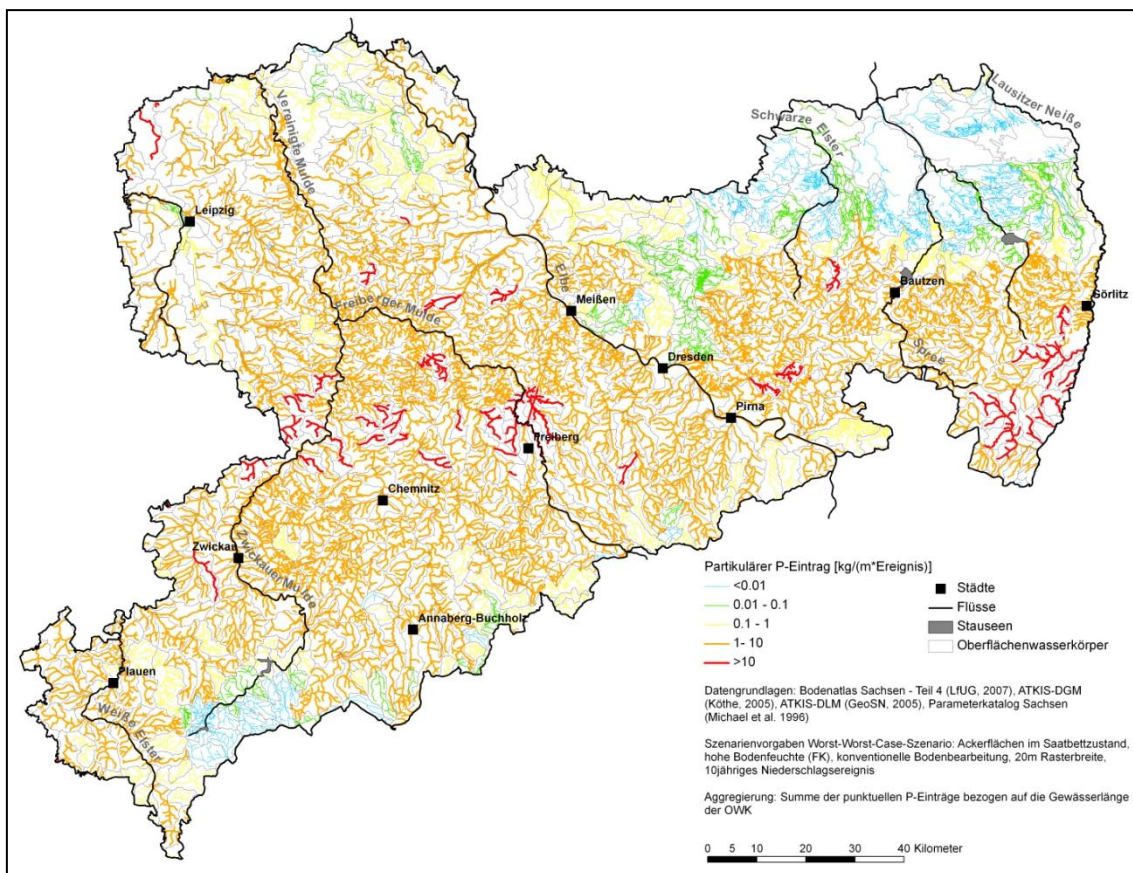 Lausitzer Neiße
Schwarze Elster
Vereinigte Mulde
Leipzig
Bautzen
Görlitz
Elbe
Meißen
Freiberger Mulde
Spree
Dresden
Pirna
Freiberg
Chemnitz
Zwickau
Zwickauer Mulde
Annaberg-Buchholz
Plauen
Weiße Elster
Partikulärer P-Eintrag [kg/(m*Ereignis)]
<0.01
0.01 - 0.1
0.1 - 1
1- 10
>10
Städte
Flüsse
Stauseen
Oberflächenwasserkörper
Datengrundlagen: Bodenatlas Sachsen - Teil 4 (LfUG, 2007), ATKIS-DGM
(Köthe, 2005), ATKIS-DLM (GeoSN, 2005), Parameterkatalog Sachsen
(Michael et al. 1996)
Szenarienvorgaben Worst-Worst-Case-Szenario: Ackerflächen im Saatbettzustand,
hohe Bodenfeuchte (FK), konventionelle Bodenbearbeitung, 20m Rasterbreite,
10jähriges Niederschlagsereignis
Aggregierung: Summe der punktuellen P-Einträge bezogen auf die Gewässerlänge
der OWK
0 5 10 20 30 40 Kilometer